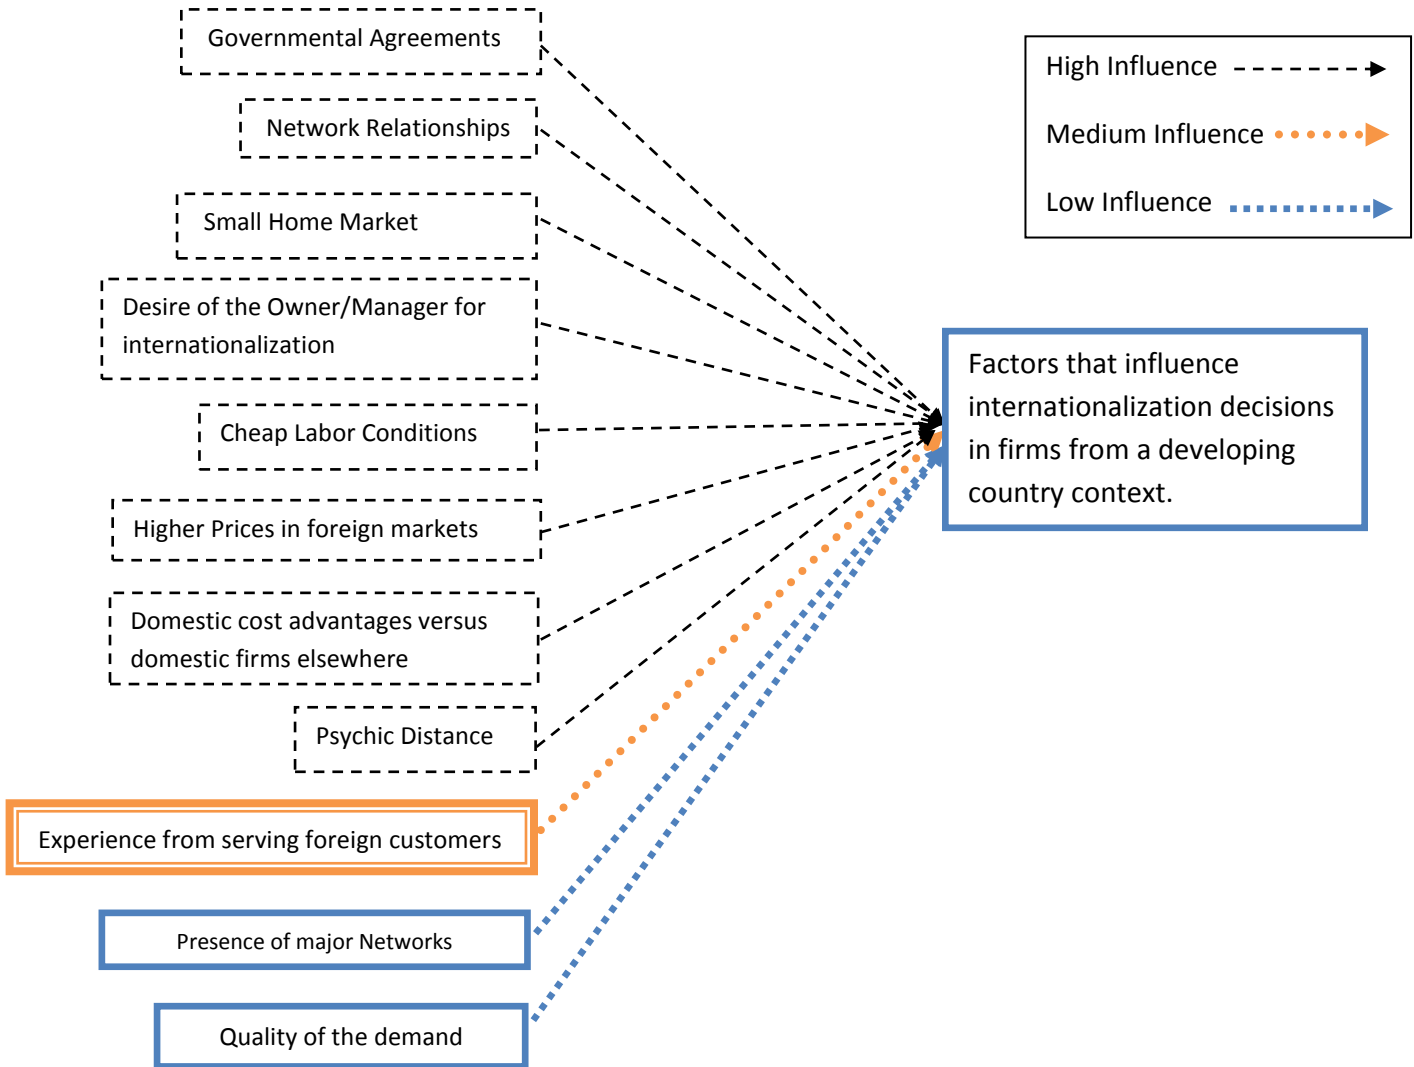 Governmental Agreements
Network Relationships
Small Home Market
Desire of the Owner/Manager for
internationalization
Cheap Labor Conditions
Higher Prices in foreign markets
Domestic cost advantages versus
domestic firms elsewhere
Psychic Distance
Experience from serving foreign customers
Presence of major Networks
Quality of the demand
High Influence
Medium Influence
Low Influence
Factors that influence
internationalization decisions
in firms from a developing
country context.